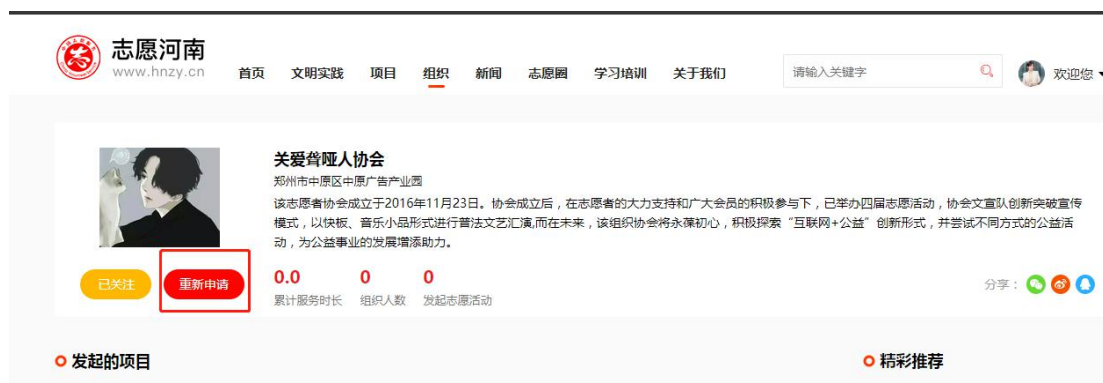 志愿河南
www.hnzy.cn
首页 文明实践 项目 组织 新闻 志愿圈 学习培训 关于我们
请输入关键字
欢迎您
关爱聋哑人协会
郑州市中原区中原广告产业园
该志愿者协会成立于2016年11月23日。协会成立后，在志愿者的大力支持和广大会员的积极参与下，已举办四届志愿活动，协会文宣队创新突破宣传
模式，以快板、音乐小品形式进行普法文艺汇演,而在未来，该组织协会将永葆初心，积极探索“互联网+公益”创新形式，并尝试不同方式的公益活
动，为公益事业的发展增添助力。
已关注 重新申请
0.0 0 0
累计服务时长 组织人数 发起志愿活动
分享：
发起的项目
精彩推荐